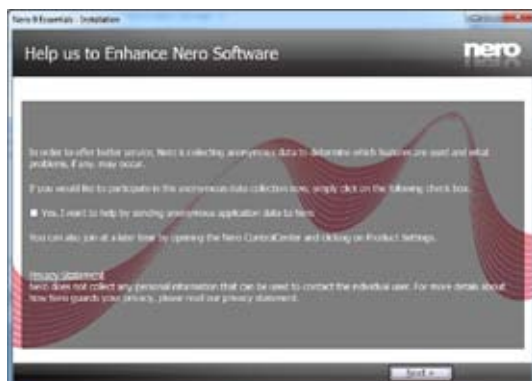 Nero 9 Essentials - Installation
Help us to Enhance Nero Software
nero
In order to offer better service, Nero is collecting anonymous data to determine which features are used and what
problems, if any, may occur.
If you would like to participate in this anonymous data collection now, simply click on the following check box.
Yes, I want to help by sending anonymous application data to Nero
You can also join at a later time by opening the Nero ControlCenter and clicking on Product Settings.
Privacy Statement
Nero does not collect any personal information that can be used to contact the individual user. For more details about
how Nero guards your privacy, please read our privacy statement.
Next >